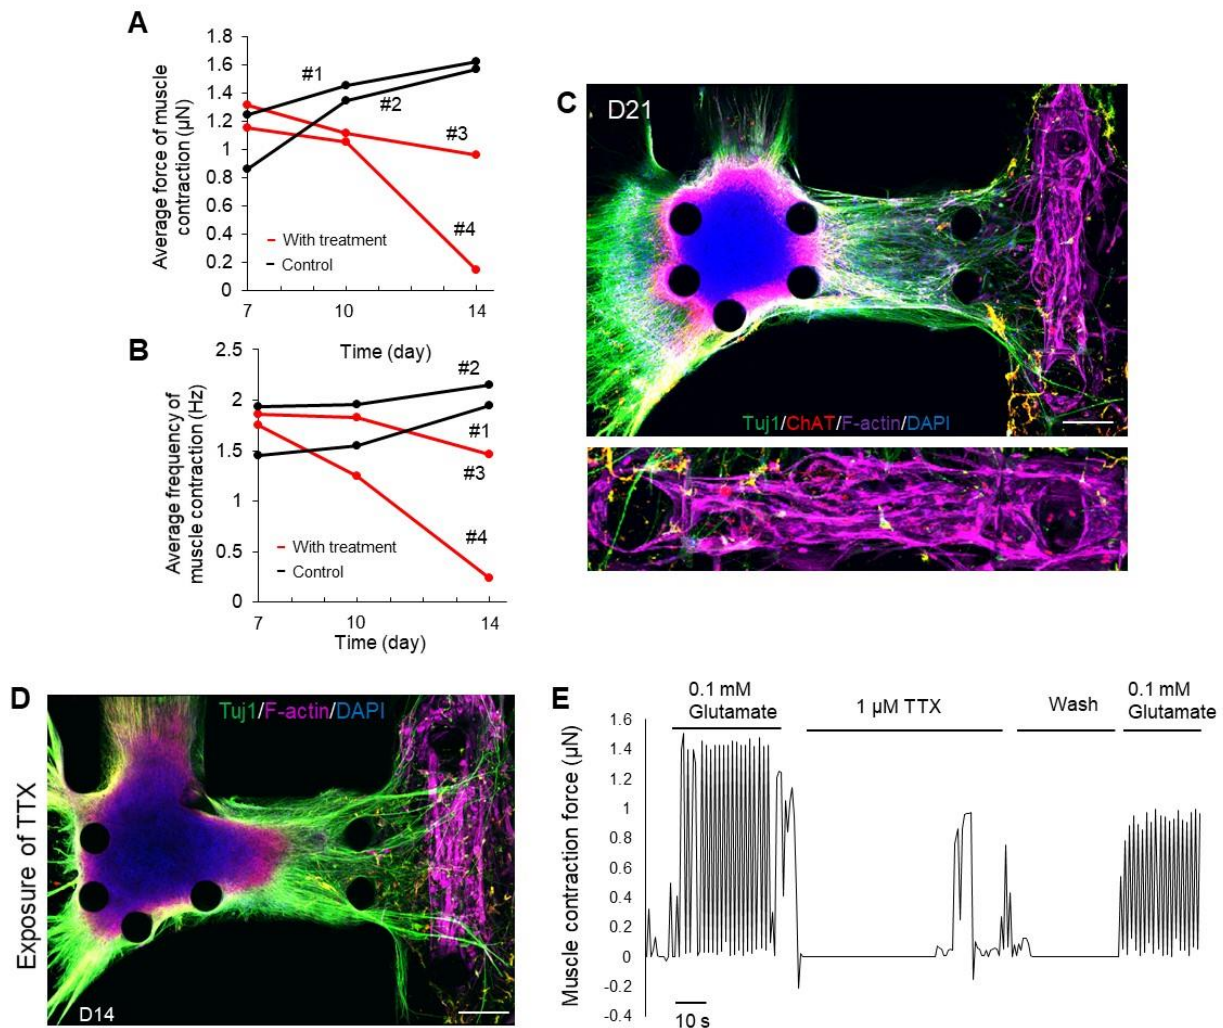 A
Average force of muscle
contraction (µN)
1.8
1.6
1.4
1.2
1
0.8
0.6
0.4
0.2
0
#1
#2
#3
#4
With treatment
Control
7
10
14
Time (day)
B
Average frequency of
muscle contraction (Hz)
2.5
2
1.5
1
0.5
0
#2
#1
#3
#4
With treatment
Control
7
10
14
Time (day)
C
D21
Tuj1/ChAT/F-actin/DAPI
D
Exposure of TTX
Tuj1/F-actin/DAPI
D14
E
0.1 mM
Glutamate
1 µM TTX
Wash
0.1 mM
Glutamate
Muscle contraction force (µN)
1.6
1.4
1.2
1
0.8
0.6
0.4
0.2
0
-0.2
-0.4
10 s